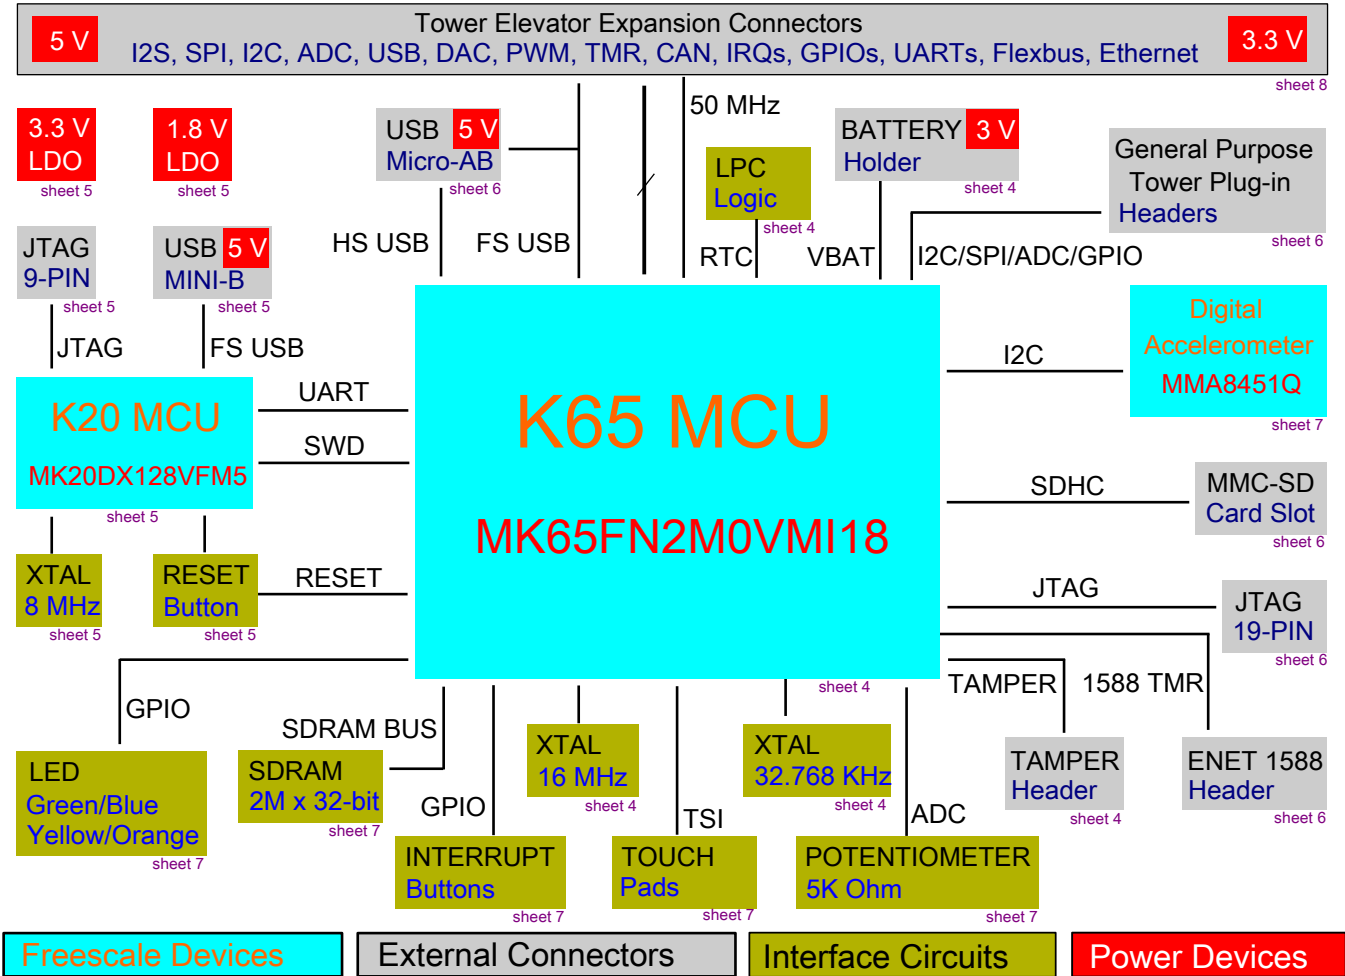 Tower Elevator Expansion Connectors
5 V
I2S, SPI, I2C, ADC, USB, DAC, PWM, TMR, CAN, IRQs, GPIOs, UARTs, Flexbus, Ethernet
3.3 V
sheet 8
3.3 V
LDO
sheet 5
1.8 V
LDO
sheet 5
USB 5 V
Micro-AB
sheet 6
50 MHz
LPC
Logic
sheet 4
BATTERY 3 V
Holder
sheet 4
General Purpose
Tower Plug-in
Headers
sheet 6
HS USB
FS USB
RTC
VBAT
I2C/SPI/ADC/GPIO
JTAG
9-PIN
sheet 5
USB 5 V
MINI-B
sheet 5
JTAG
FS USB
Digital
Accelerometer
MMA8451Q
sheet 7
I2C
K20 MCU
MK20DX128VFM5
sheet 5
UART
SWD
K65 MCU
MK65FN2M0VMI18
sheet 4
SDHC
MMC-SD
Card Slot
sheet 6
XTAL
8 MHz
sheet 5
RESET
Button
sheet 5
RESET
JTAG
JTAG
19-PIN
sheet 6
GPIO
SDRAM BUS
TAMPER
1588 TMR
LED
Green/Blue
Yellow/Orange
sheet 7
SDRAM
2M x 32-bit
sheet 7
GPIO
XTAL
16 MHz
sheet 4
TSI
XTAL
32.768 KHz
sheet 4
ADC
TAMPER
Header
sheet 4
ENET 1588
Header
sheet 6
INTERRUPT
Buttons
sheet 7
TOUCH
Pads
sheet 7
POTENTIOMETER
5K Ohm
sheet 7
Freescale Devices
External Connectors
Interface Circuits
Power Devices